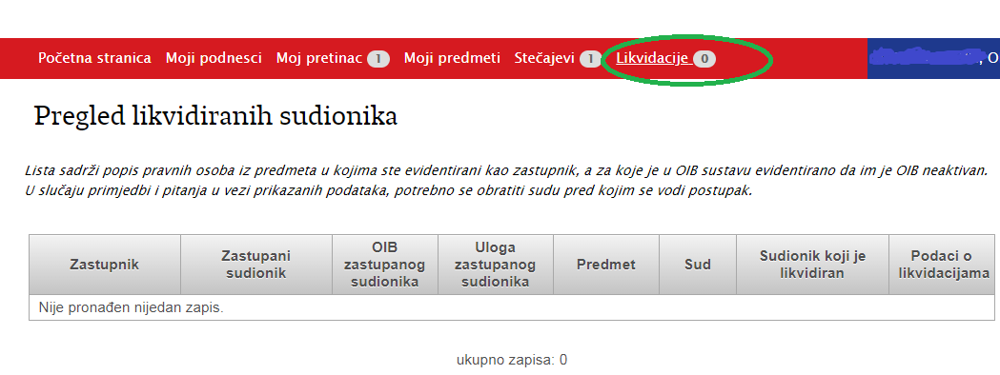 Početna stranica Moji podnesci Moj pretinac 1 Moji predmeti Stečajevi 1 Likvidacije 0 , O
Pregled likvidiranih sudionika
Lista sadrži popis pravnih osoba iz predmeta u kojima ste evidentirani kao zastupnik, a za koje je u OIB sustavu evidentirano da im je OIB neaktivan.
U slučaju primjedbi i pitanja u vezi prikazanih podataka, potrebno se obratiti sudu pred kojim se vodi postupak.
Zastupnik
Zastupani
sudionik
OIB
zastupanog
sudionika
Uloga
zastupanog
sudionika
Predmet
Sud
Sudionik koji je
likvidiran
Podaci o
likvidacijama
Nije pronađen nijedan zapis.
ukupno zapisa: 0